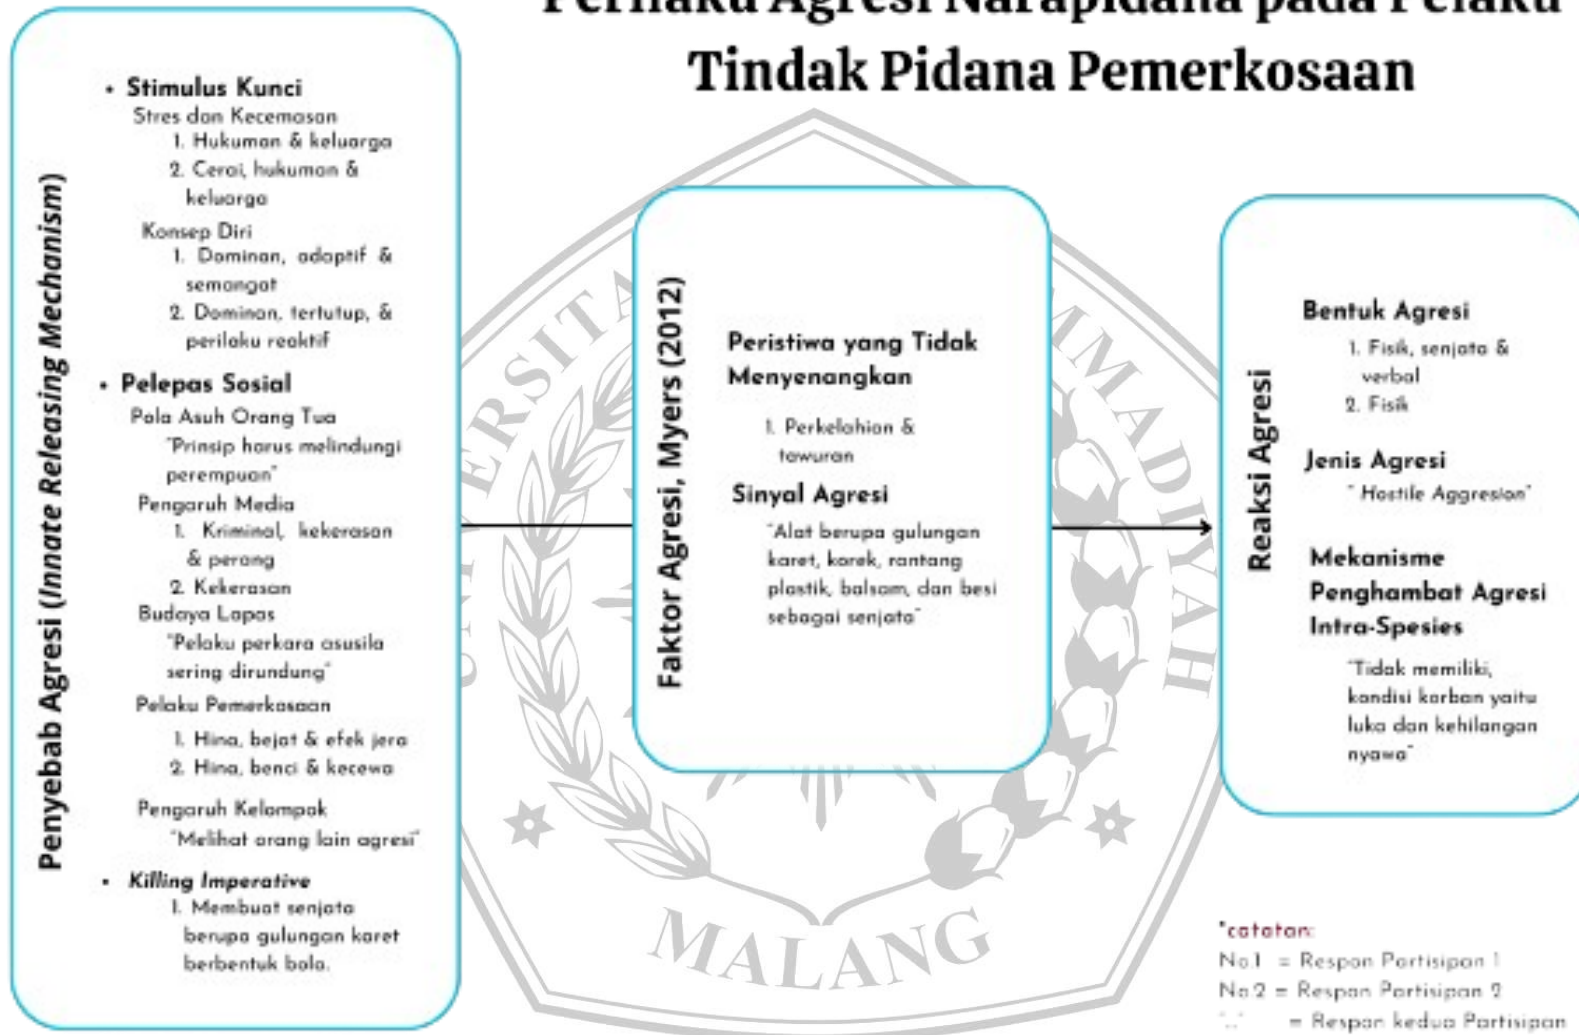 Perilaku Agresi Narapidana pada Pelaku
Tindak Pidana Pemerkosaan
Penyebab Agresi (Innate Releasing Mechanism)
• Stimulus Kunci
Stres dan Kecemasan
1. Hukuman & keluarga
2. Cerai, hukuman &
keluarga
Konsep Diri
1. Dominan, adaptif &
semangat
2. Dominan, tertutup, &
perilaku reaktif
• Pelepas Sosial
Pola Asuh Orang Tua
"Prinsip harus melindungi
perempuan"
Pengaruh Media
1. Kriminal, kekerasan
& perang
2. Kekerasan
Budaya Lapas
"Pelaku perkara asusila
sering dirundung"
Pelaku Pemerkosaan
1. Hina, bejat & efek jera
2. Hina, benci & kecewa
Pengaruh Kelompok
"Melihat orang lain agresi"
• Killing Imperative
1. Membuat senjata
berupa gulungan karet
berbentuk bola.
Faktor Agresi, Myers (2012)
Peristiwa yang Tidak
Menyenangkan
1. Perkelahian &
tawuran
Sinyal Agresi
"Alat berupa gulungan
karet, korek, rantang
plastik, balsam, dan besi
sebagai senjata"
Reaksi Agresi
Bentuk Agresi
1. Fisik, senjata &
verbal
2. Fisik
Jenis Agresi
" Hostile Aggresion"
Mekanisme
Penghambat Agresi
Intra-Spesies
"Tidak memiliki,
kondisi korban yaitu
luka dan kehilangan
nyawa"
*catatan:
No.1 = Respon Partisipan 1
No.2 = Respon Partisipan 2
"..." = Respon kedua Partisipan
MALANG